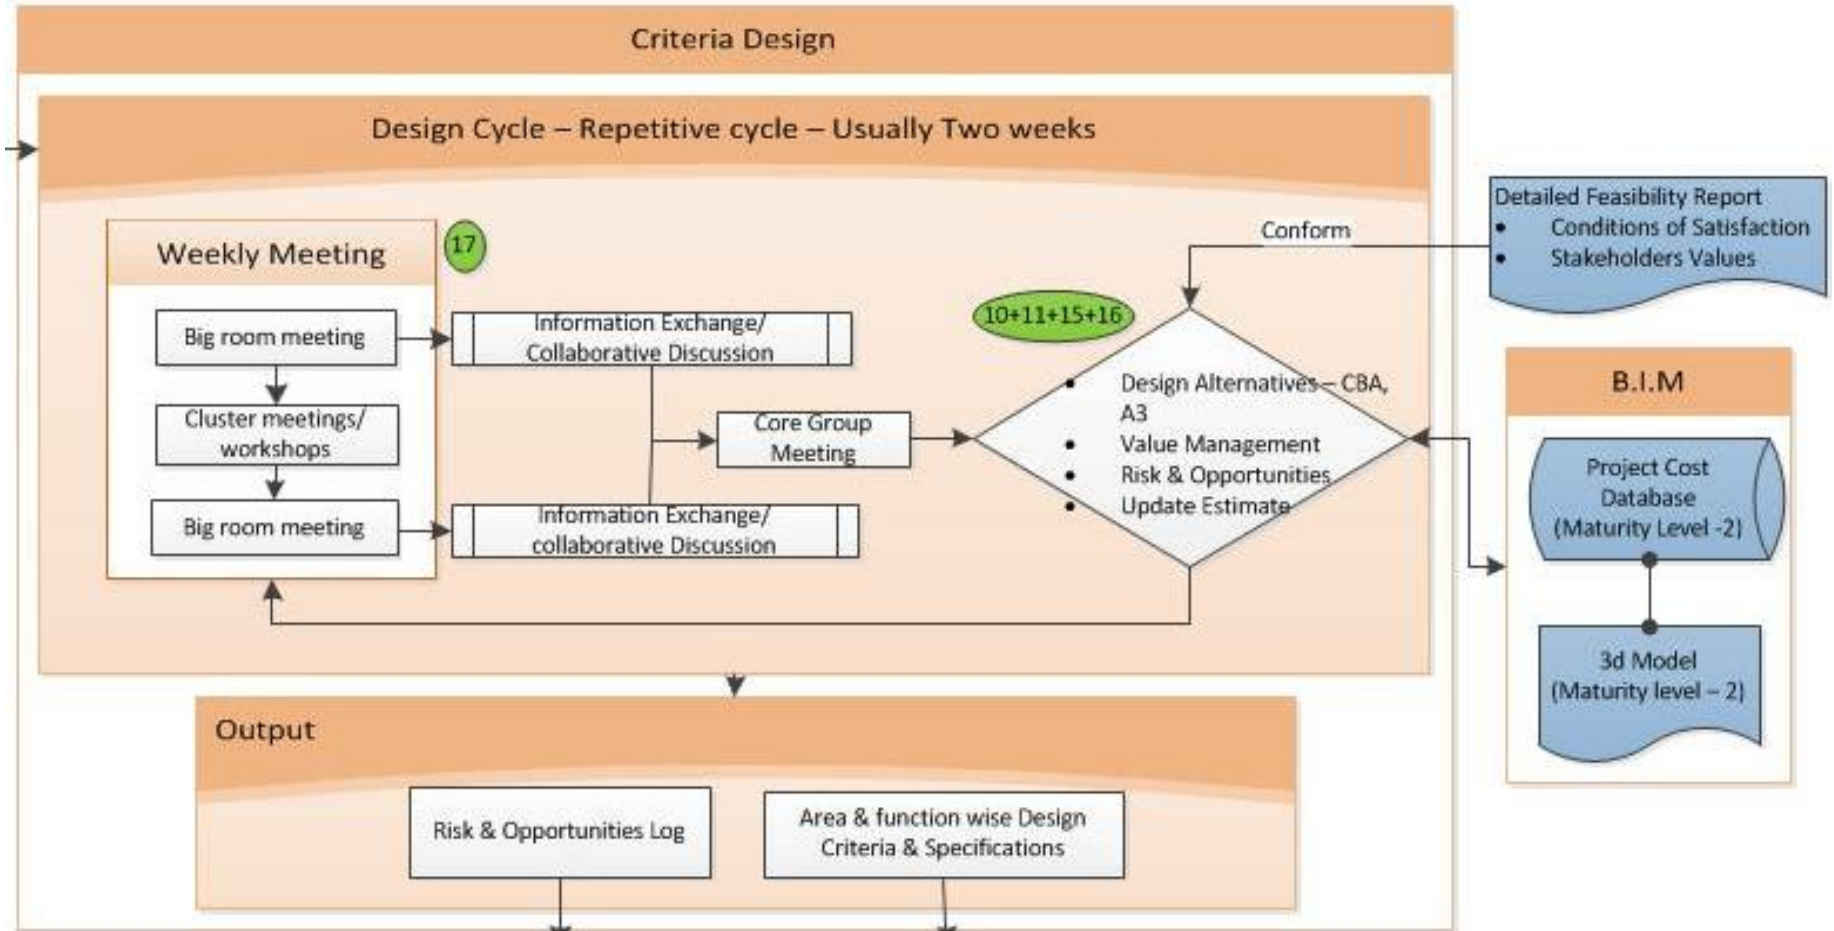 Criteria Design
Design Cycle – Repetitive cycle – Usually Two weeks
Weekly Meeting
17
Big room meeting
Cluster meetings/
workshops
Big room meeting
Information Exchange/
Collaborative Discussion
Information Exchange/
collaborative Discussion
Core Group
Meeting
10+11+15+16
Conform
• Design Alternatives – CBA,
A3
• Value Management
• Risk & Opportunities
• Update Estimate
Detailed Feasibility Report
• Conditions of Satisfaction
• Stakeholders Values
B.I.M
Project Cost
Database
(Maturity Level -2)
3d Model
(Maturity level – 2)
Output
Risk & Opportunities Log
Area & function wise Design
Criteria & Specifications